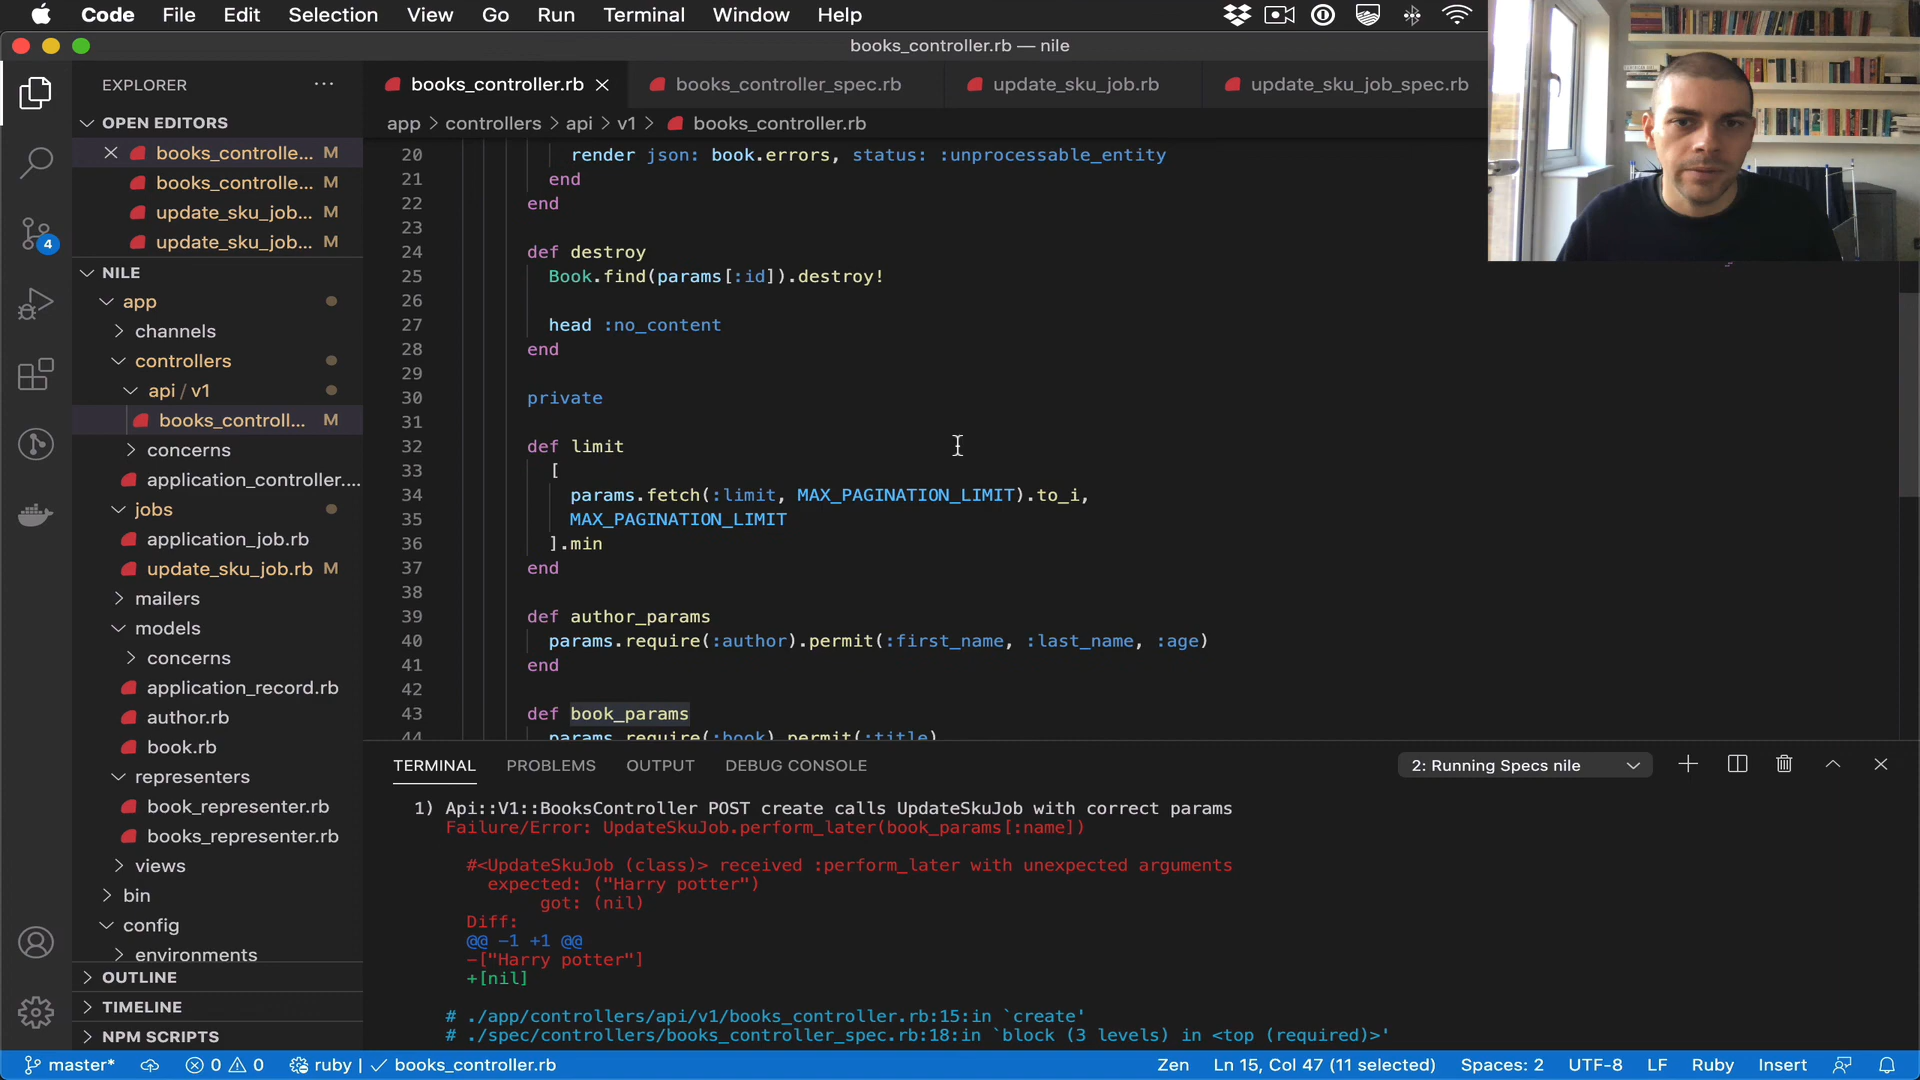 Code File Edit Selection View Go Run Terminal Window Help
books_controller.rb — nile
EXPLORER ···
books_controller.rb
books_controller_spec.rb
update_sku_job.rb
update_sku_job_spec.rb
OPEN EDITORS
books_controlle... M
books_controlle... M
update_sku_job... M
update_sku_job... M
NILE
app
channels
controllers
api / v1
books_controll... M
concerns
application_controller....
jobs
application_job.rb
update_sku_job.rb M
mailers
models
concerns
application_record.rb
author.rb
book.rb
representers
book_representer.rb
books_representer.rb
views
bin
config
environments
OUTLINE
TIMELINE
NPM SCRIPTS
4
app > controllers > api > v1 > books_controller.rb
20 render json: book.errors, status: :unprocessable_entity
21 end
22 end
23
24 def destroy
25 Book.find(params[:id]).destroy!
26
27 head :no_content
28 end
29
30 private
31
32 def limit
33 [
34 params.fetch(:limit, MAX_PAGINATION_LIMIT).to_i,
35 MAX_PAGINATION_LIMIT
36 ].min
37 end
38
39 def author_params
40 params.require(:author).permit(:first_name, :last_name, :age)
41 end
42
43 def book_params
44 params.require(:book).permit(:title)
TERMINAL PROBLEMS OUTPUT DEBUG CONSOLE
2: Running Specs nile
1) Api::V1::BooksController POST create calls UpdateSkuJob with correct params
Failure/Error: UpdateSkuJob.perform_later(book_params[:name])
#<UpdateSkuJob (class)> received :perform_later with unexpected arguments
expected: ("Harry potter")
got: (nil)
Diff:
@@ -1 +1 @@
-["Harry potter"]
+[nil]
# ./app/controllers/api/v1/books_controller.rb:15:in `create'
# ./spec/controllers/books_controller_spec.rb:18:in `block (3 levels) in <top (required)>'
master* 0 0 ruby | ✓ books_controller.rb
Zen Ln 15, Col 47 (11 selected) Spaces: 2 UTF-8 LF Ruby Insert